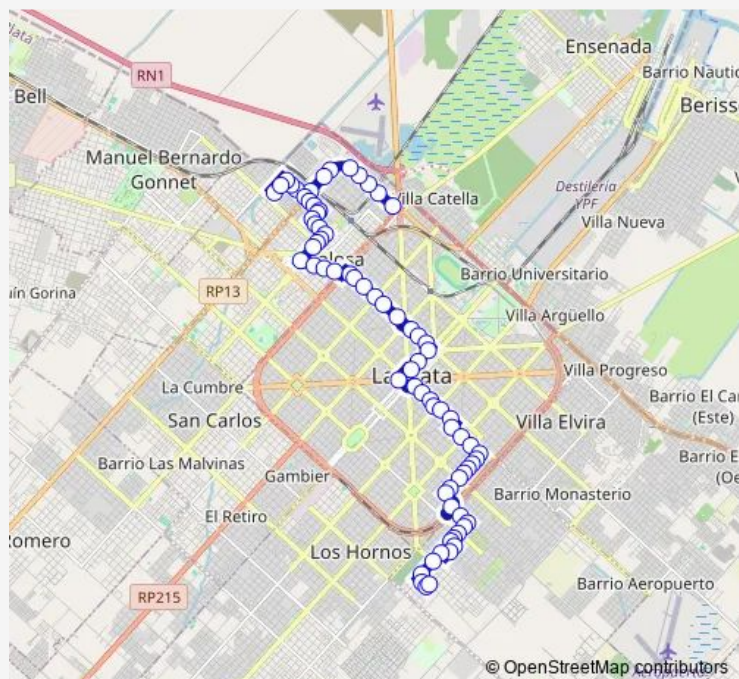 Ensenada
RN1
Barrio Nautic
Bell
Beriss
Manuel Bernardo
Gonnet
Villa Catella
Destilería
YPF
Villa Nueva
Barrio Universitario
RP13
Villa Argüello
La
ata
Villa Progreso
La Cumbre
Barrio El Ca
(Este)
San Carlos
Villa Elvira
Barrio Las Malvinas
Gambier
Barrio E
(Oe
Barrio Monasterio
El Retiro
Romero
Los Hornos
Barrio Aeropuerto
RP215
© OpenStreetMap contributors